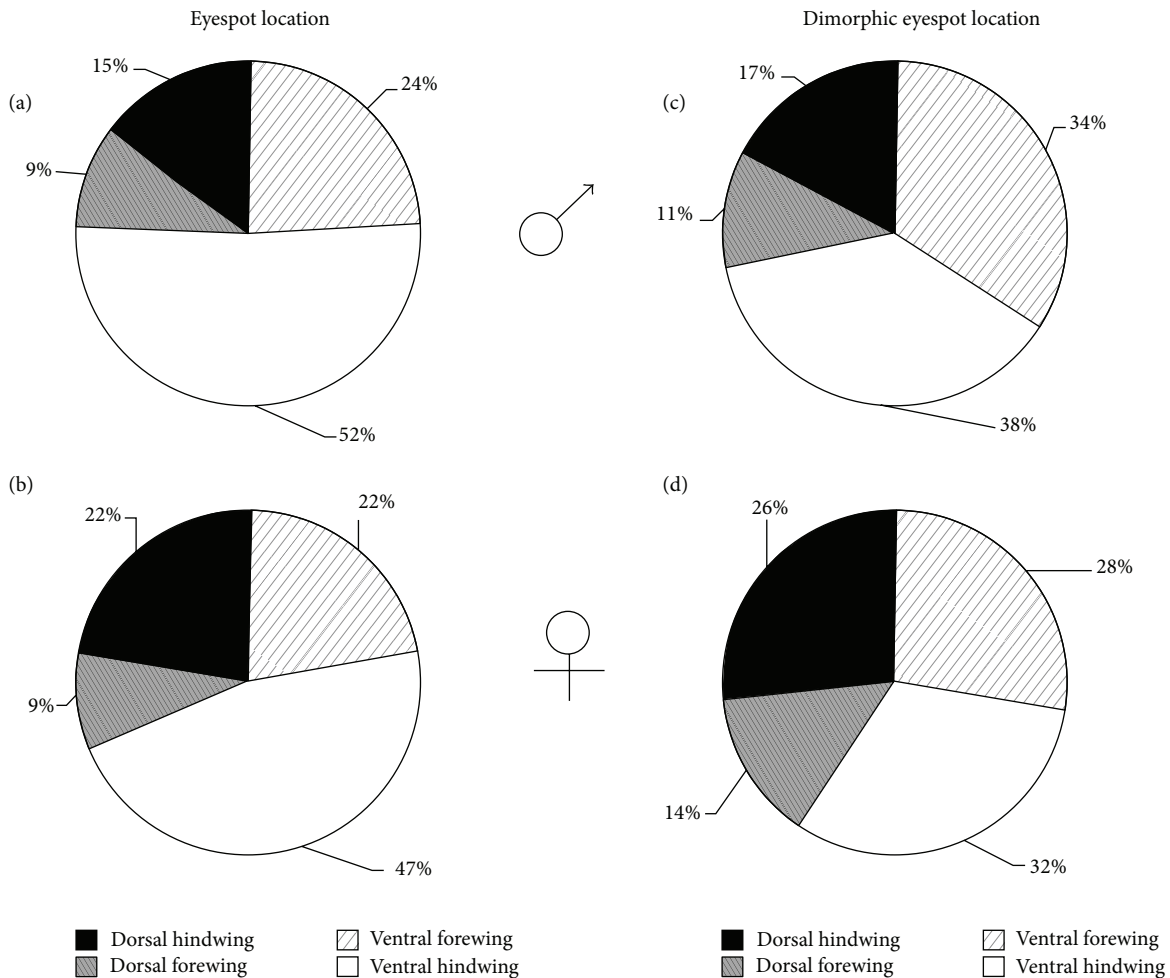 Eyespot location
Dimorphic eyespot location
(a)
15%
24%
9%
52%
(c)
17%
34%
11%
38%
(b)
22%
22%
9%
47%
(d)
26%
28%
14%
32%
Dorsal hindwing
Ventral forewing
Dorsal forewing
Ventral hindwing
Dorsal hindwing
Ventral forewing
Dorsal forewing
Ventral hindwing